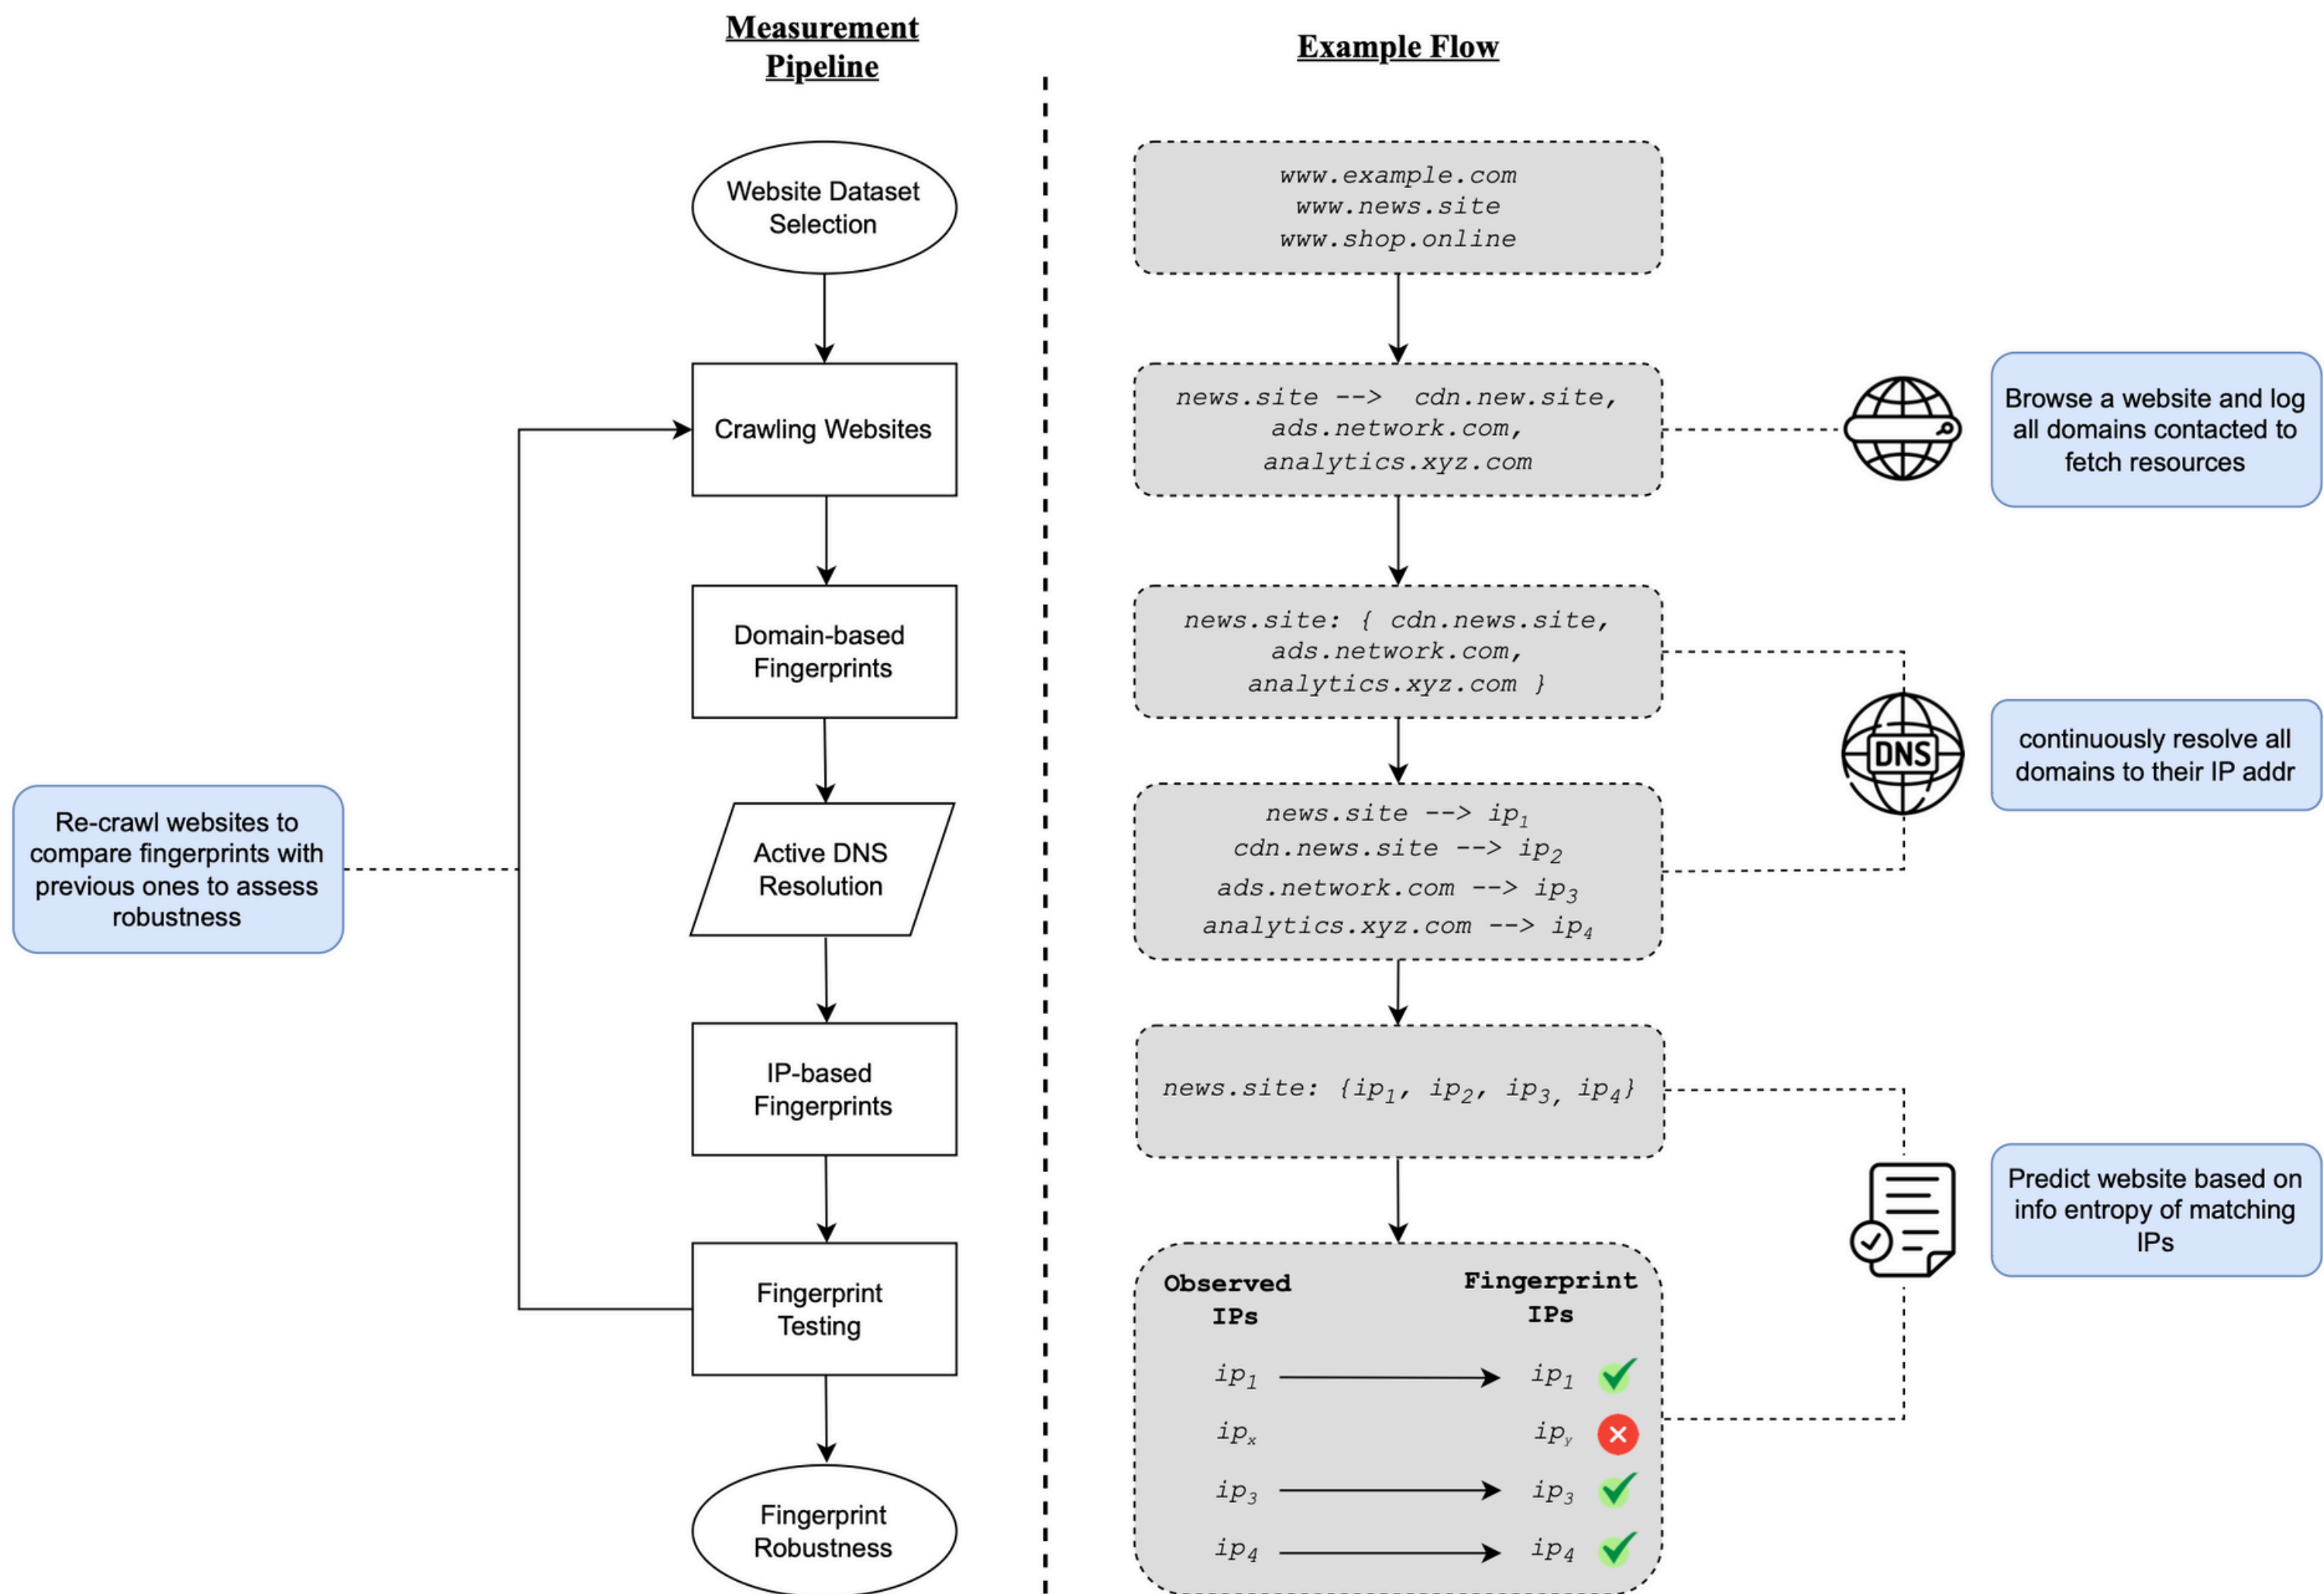 Measurement
Pipeline
Example Flow
Website Dataset
Selection
www.example.com
www.news.site
www.shop.online
Crawling Websites
news.site --> cdn.new.site,
ads.network.com,
analytics.xyz.com
Browse a website and log
all domains contacted to
fetch resources
Domain-based
Fingerprints
news.site: { cdn.news.site,
ads.network.com,
analytics.xyz.com }
DNS
continuously resolve all
domains to their IP addr
Re-crawl websites to
compare fingerprints with
previous ones to assess
robustness
Active DNS
Resolution
news.site --> ip1
cdn.news.site --> ip2
ads.network.com --> ip3
analytics.xyz.com --> ip4
IP-based
Fingerprints
news.site: {ip1, ip2, ip3, ip4}
Predict website based on
info entropy of matching
IPs
Fingerprint
Testing
Observed
IPs
Fingerprint
IPs
ip1 ip1
ipx ipy
ip3 ip3
ip4 ip4
Fingerprint
Robustness